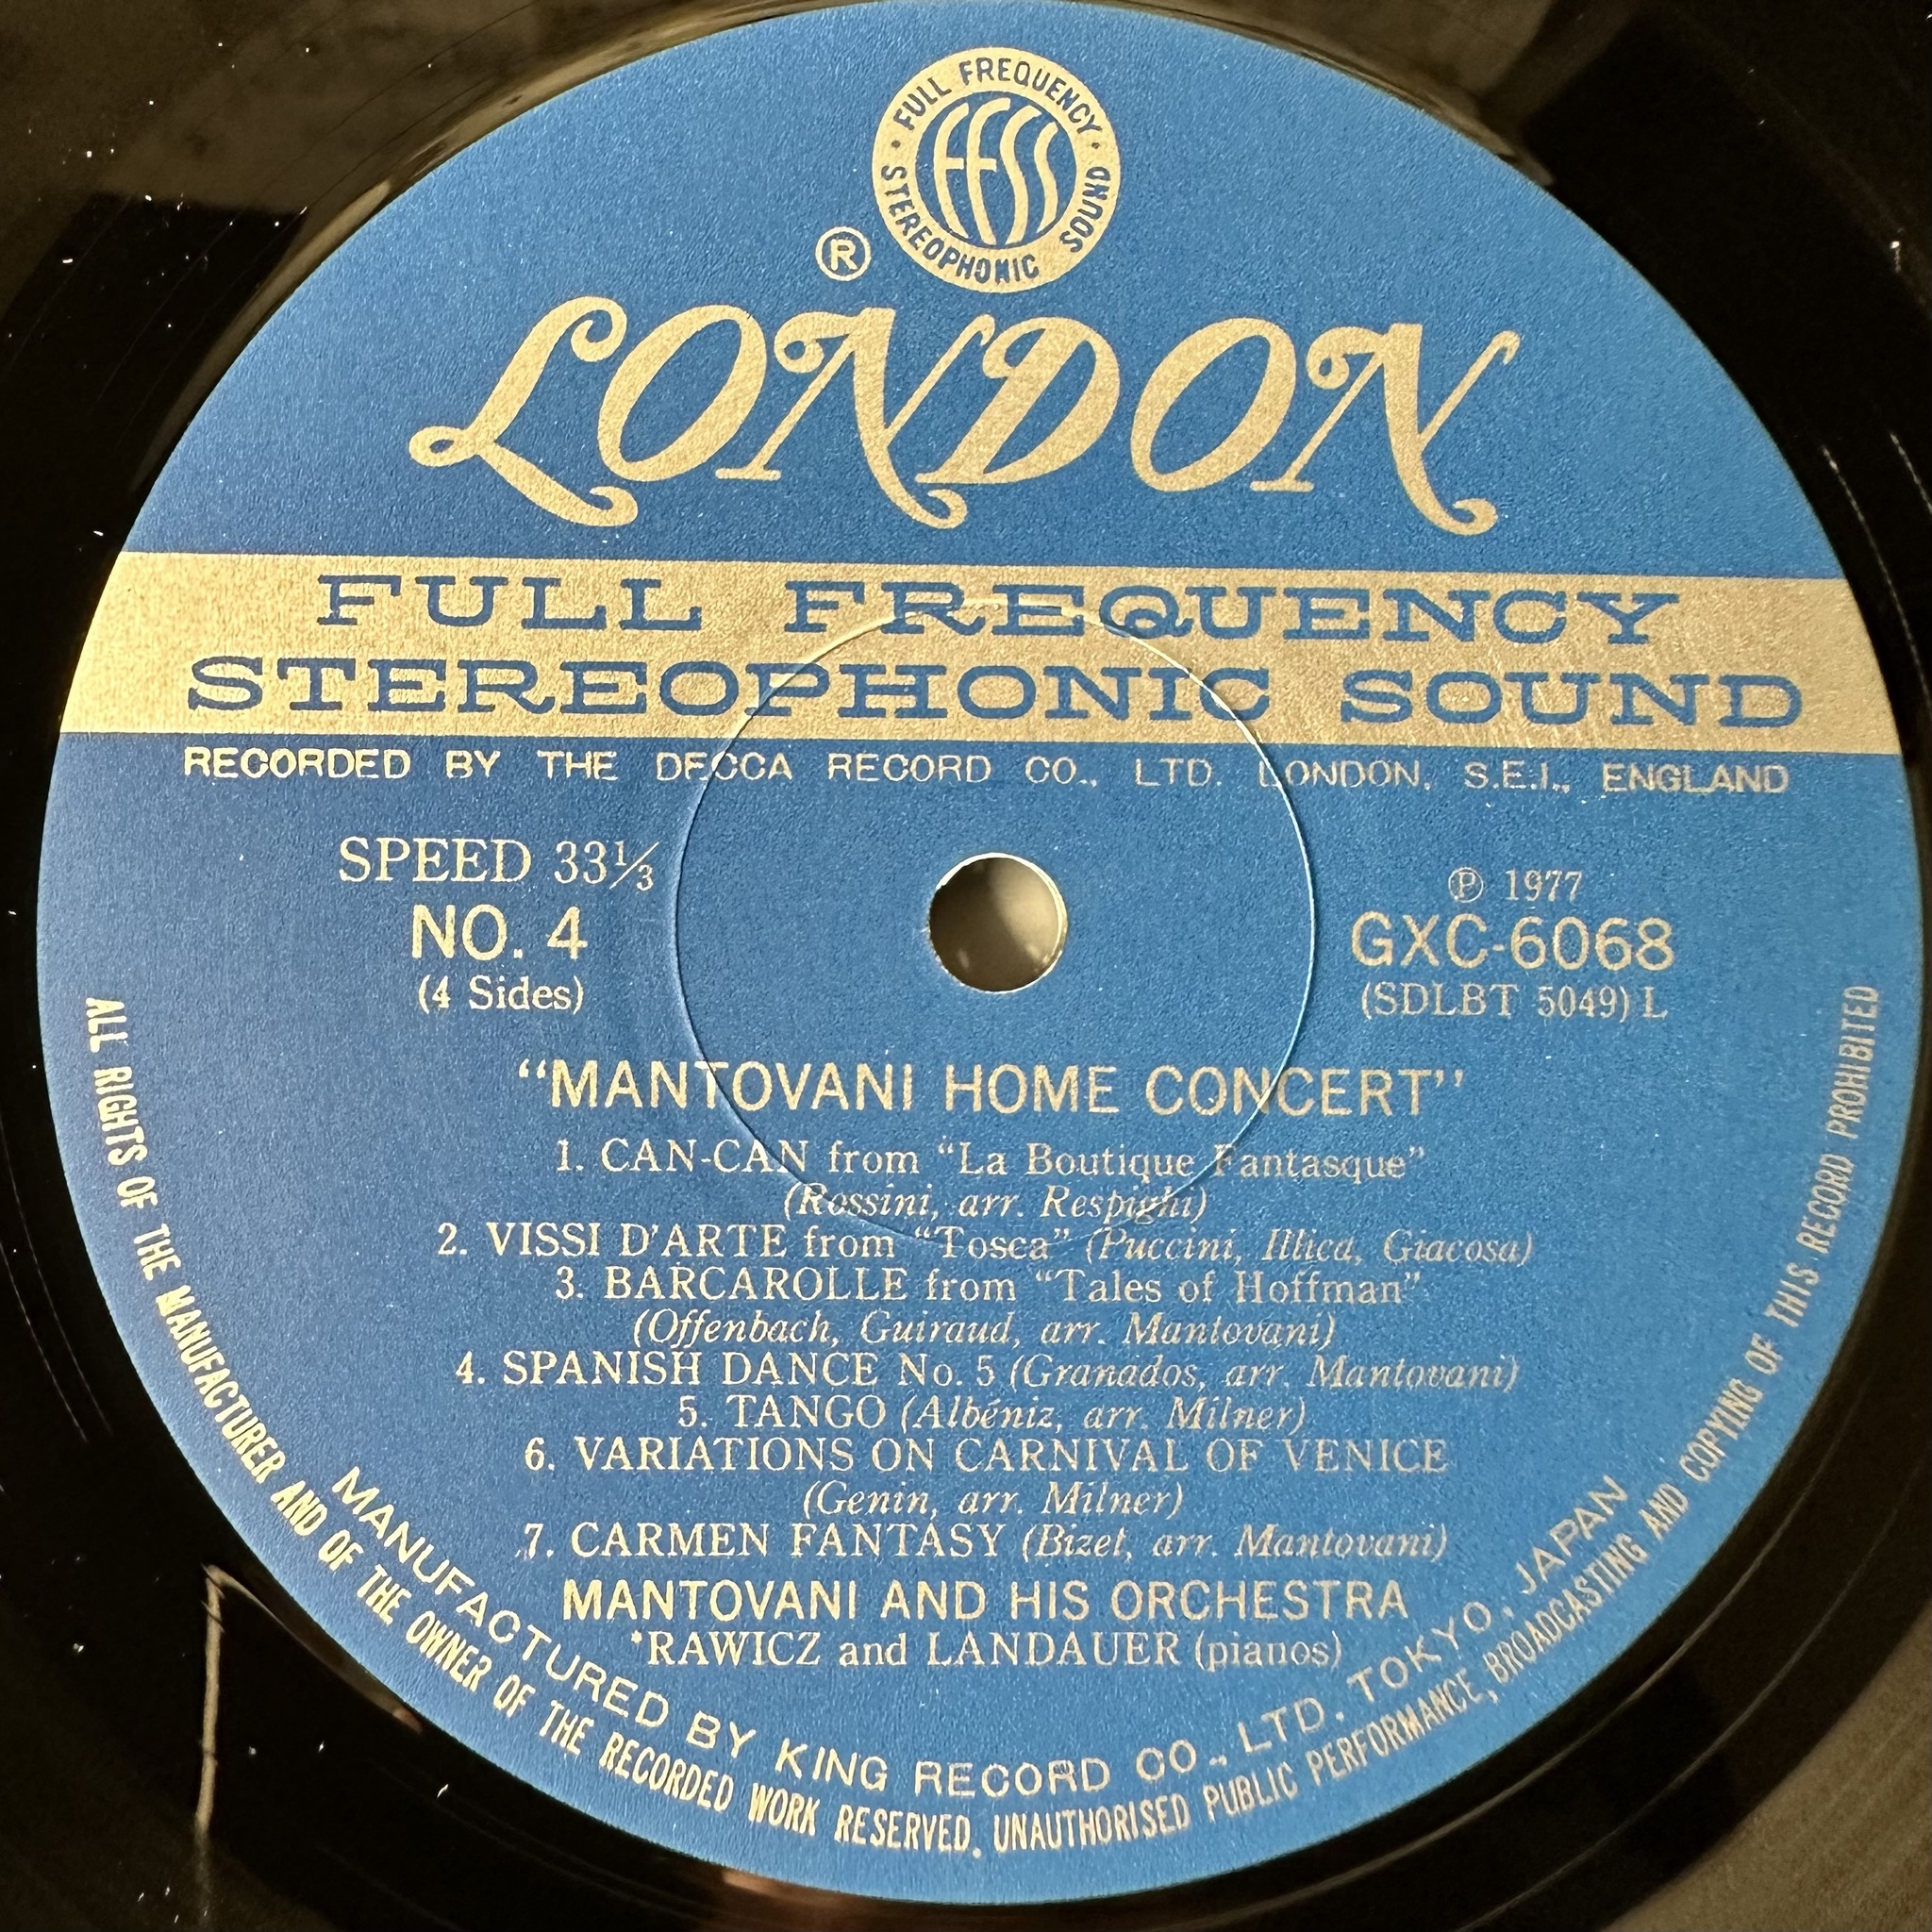 FULL FREQUENCY
ffss
STEREOPHONIC SOUND
®
LONDON
FULL FREQUENCY
STEREOPHONIC SOUND
RECORDED BY THE DECCA RECORD CO., LTD. LONDON, S.E.I., ENGLAND
SPEED 33⅓
NO. 4
(4 Sides)
℗ 1977
GXC-6068
(SDLBT 5049) L
“MANTOVANI HOME CONCERT”
1. CAN-CAN from “La Boutique Fantasque”
(Rossini, arr. Respighi)
2. VISSI D'ARTE from “Tosca” (Puccini, Illica, Giacosa)
3. BARCAROLLE from “Tales of Hoffman”
(Offenbach, Guiraud, arr. Mantovani)
4. SPANISH DANCE No. 5 (Granados, arr. Mantovani)
5. TANGO (Albéniz, arr. Milner)
6. VARIATIONS ON CARNIVAL OF VENICE
(Genin, arr. Milner)
7. CARMEN FANTASY (Bizet, arr. Mantovani)
MANTOVANI AND HIS ORCHESTRA
*RAWICZ and LANDAUER (pianos)
MANUFACTURED BY KING RECORD CO., LTD. TOKYO, JAPAN
ALL RIGHTS OF THE MANUFACTURER AND OF THE OWNER OF THE RECORDED WORK RESERVED. UNAUTHORISED PUBLIC PERFORMANCE, BROADCASTING AND COPYING OF THIS RECORD PROHIBITED